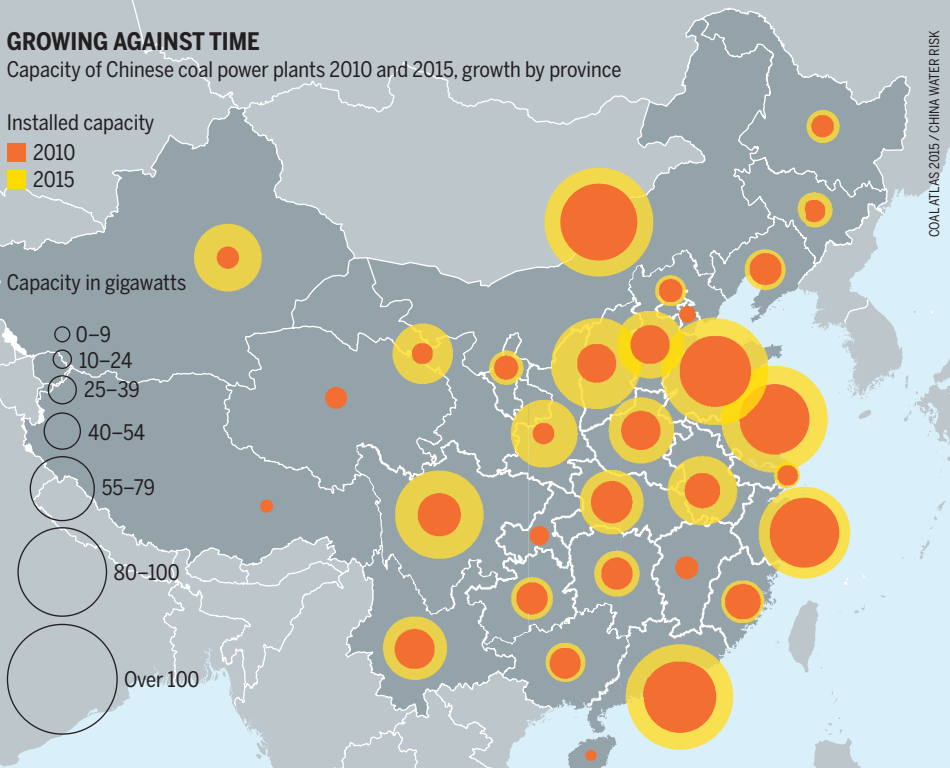 GROWING AGAINST TIME
Capacity of Chinese coal power plants 2010 and 2015, growth by province
Installed capacity
2010
2015
Capacity in gigawatts
0–9
10–24
25–39
40–54
55–79
80–100
Over 100
COAL ATLAS 2015 / CHINA WATER RISK